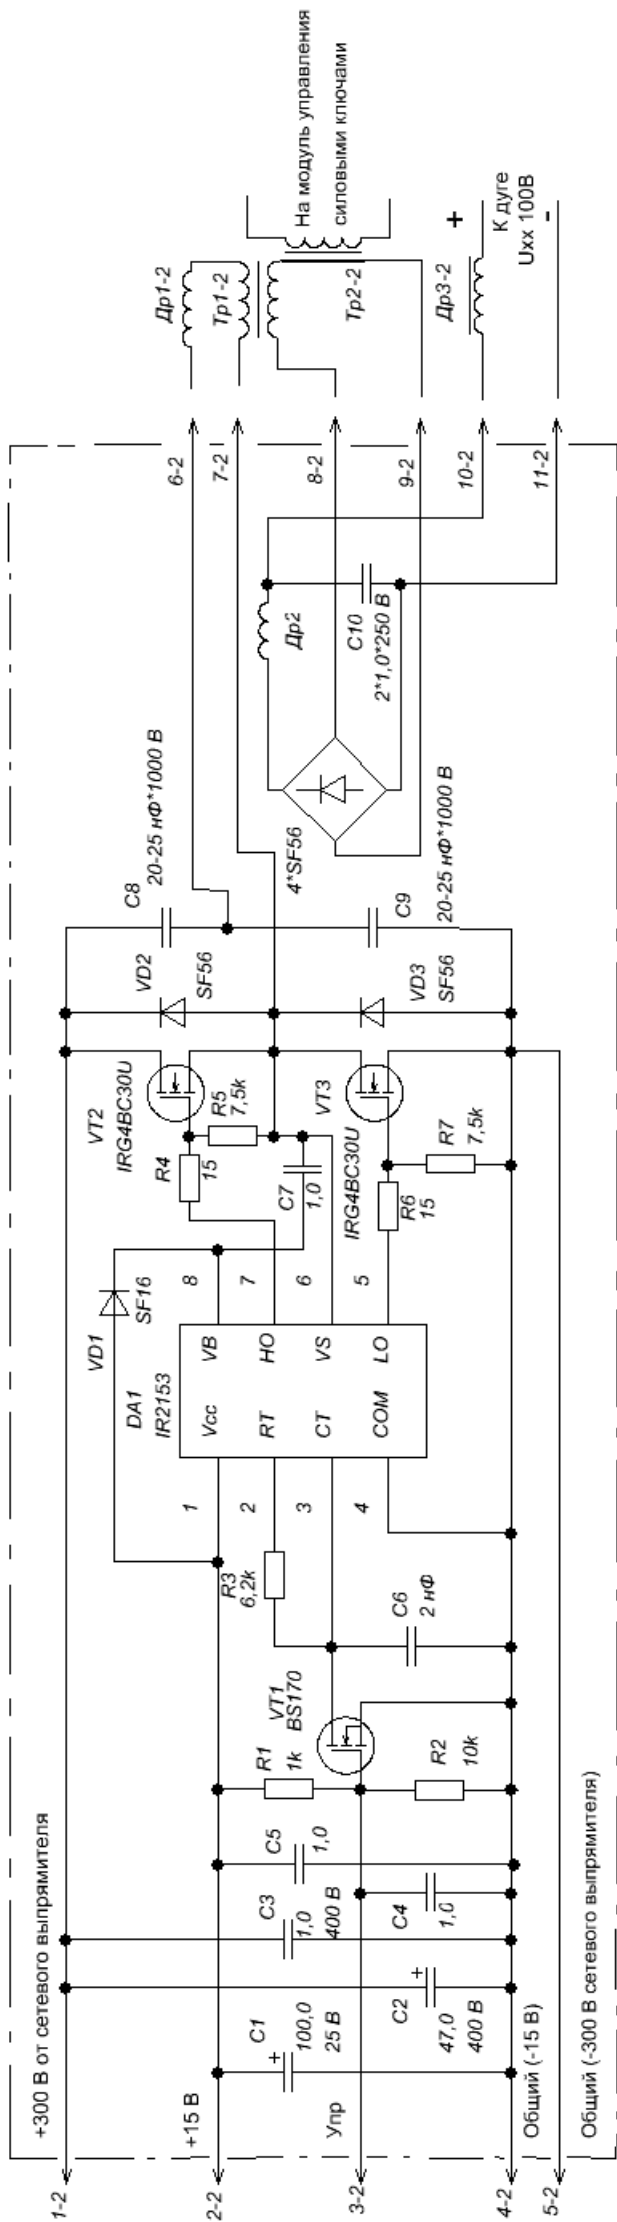 1-2
+300 В от сетевого выпрямителя
2-2
+15 В
3-2
Упр
4-2
Общий (-15 В)
5-2
Общий (-300 В сетевого выпрямителя)
C1
100,0
25 В
C2
47,0
400 В
C3
1,0
400 В
C4
1,0
C5
1,0
R1
1k
R2
10k
VT1
BS170
R3
6,2k
C6
2 нФ
VD1
SF16
DA1
IR2153
1
2
3
4
Vcc
RT
CT
COM
VB
HO
VS
LO
8
7
6
5
C7
1,0
R4
15
R5
7,5k
R6
15
R7
7,5k
VT2
IRG4BC30U
VT3
IRG4BC30U
VD2
SF56
VD3
SF56
C8
20-25 нФ*1000 В
C9
20-25 нФ*1000 В
4*SF56
Др2
C10
2*1,0*250 В
6-2
7-2
8-2
9-2
10-2
11-2
Др1-2
Тр1-2
Тр2-2
Др3-2
На модуль управления
силовыми ключами
+
К дуге
Uxx 100В
-